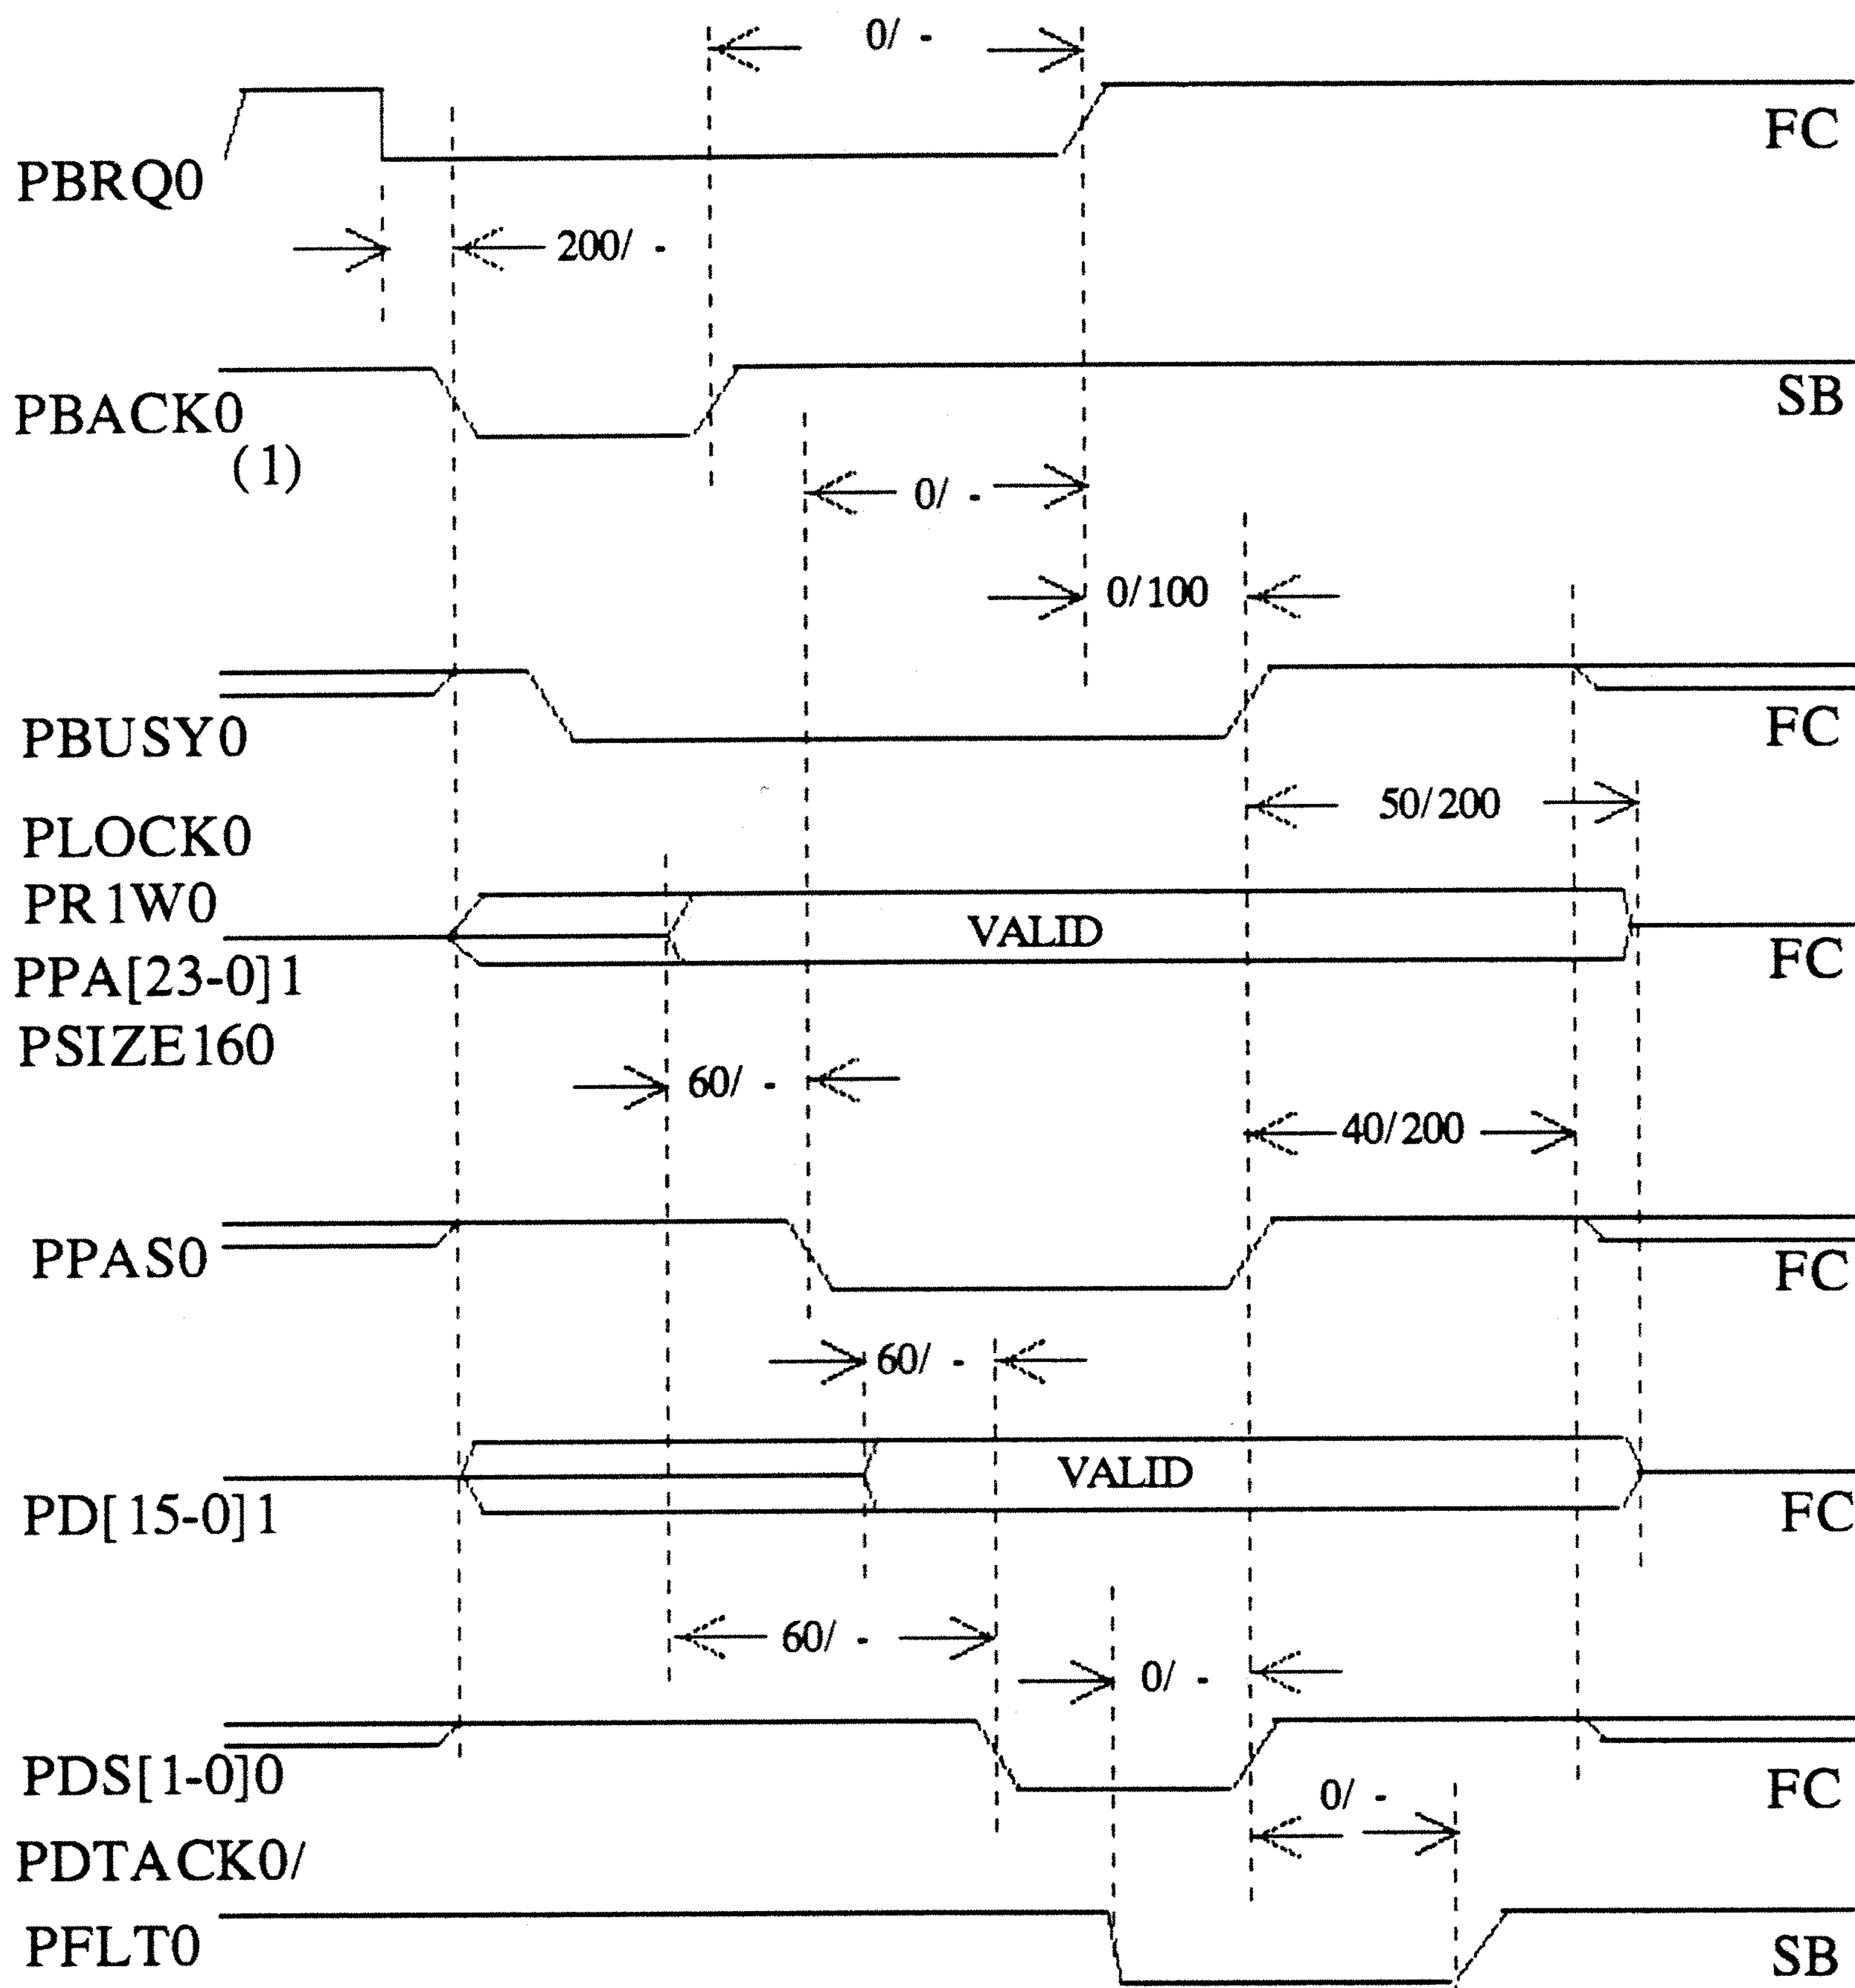 0/ -
FC
PBRQ0
200/ -
PBACK0
SB
(1)
0/ -
0/100
PBUSY0
FC
50/200
PLOCK0
PR1W0
VALID
FC
PPA[23-0]1
PSIZE160
60/ -
40/200
PPAS0
FC
60/ -
VALID
PD[15-0]1
FC
60/ -
0/ -
PDS[1-0]0
FC
0/ -
PDTACK0/
PFLT0
SB